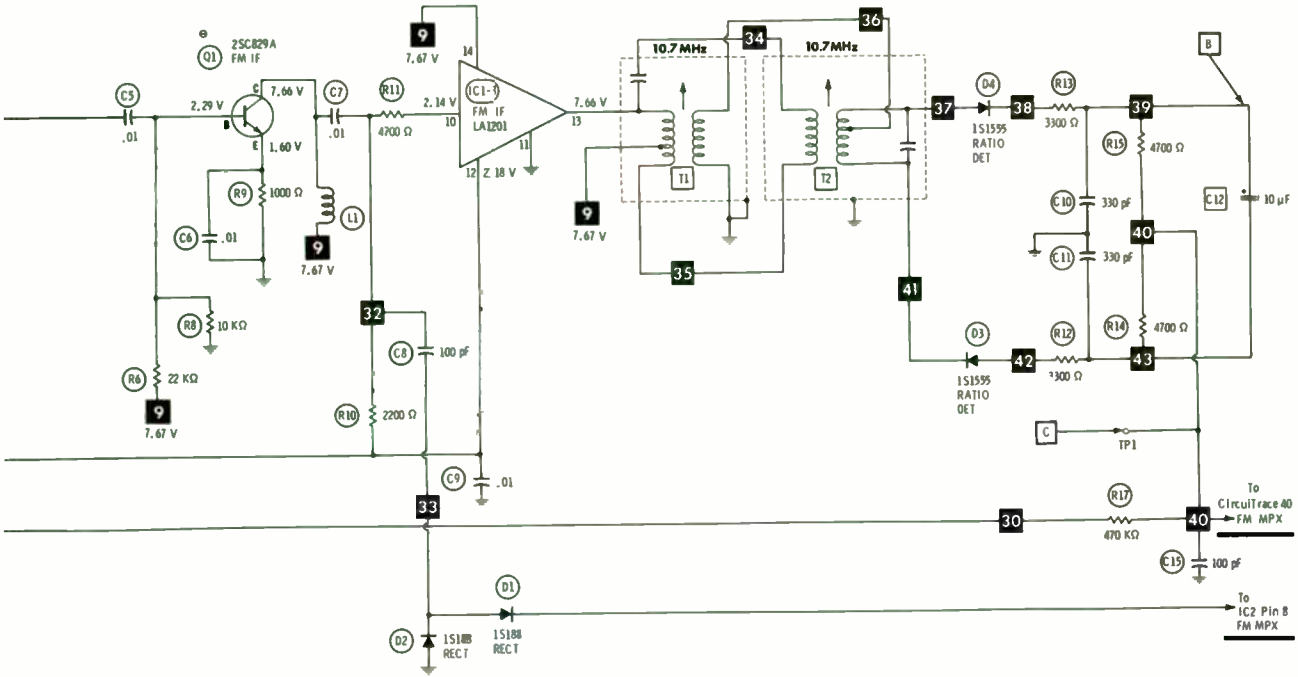 2SC829A
Q1
FM IF
C
7.66 V
2.29 V
B
E
1.60 V
C5
.01
R9
1000 Ω
C6
.01
L1
9
7.67 V
R8
10 KΩ
R6
22 KΩ
9
7.67 V
C7
.01
R11
4700 Ω
2.14 V
10
9
7.67 V
14
IC1-1
FM IF
LA1201
7.66 V
13
11
12
2.18 V
32
C8
100 pF
R10
2200 Ω
C9
.01
33
D1
1S188
RECT
D2
1S188
RECT
9
7.67 V
10.7MHz
34
10.7MHz
36
T1
T2
35
37
D4
1S1555
RATIO
DET
38
R13
3300 Ω
39
B
R15
4700 Ω
C10
330 pF
C12
10 µF
40
C11
330 pF
41
D3
1S1555
RATIO
DET
42
R12
3300 Ω
R14
4700 Ω
43
C
TP1
30
R17
470 KΩ
40
To
CircuiTrace 40
FM MPX
C15
100 pF
To
IC2 Pin 8
FM MPX